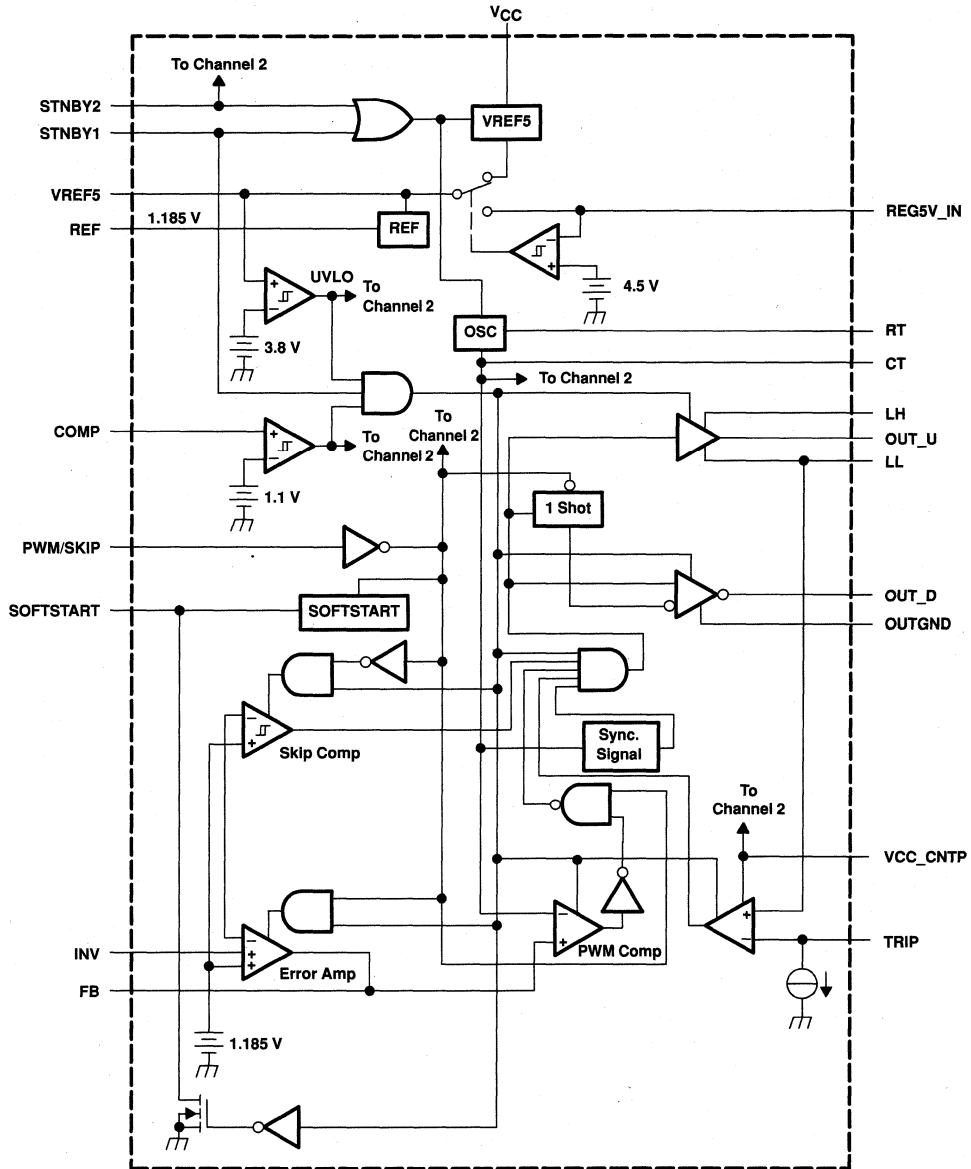 VCC
To Channel 2
STNBY2
STNBY1
VREF5
VREF5
REG5V_IN
REF
1.185 V
REF
–
+
4.5 V
UVLO
To
Channel 2
+
–
3.8 V
OSC
RT
CT
To Channel 2
LH
OUT_U
LL
COMP
+
–
To
Channel 2
To
Channel 2
1.1 V
1 Shot
PWM/SKIP
SOFTSTART
SOFTSTART
OUT_D
OUTGND
–
+
Skip Comp
Sync.
Signal
To
Channel 2
VCC_CNTP
+
–
TRIP
–
+
PWM Comp
INV
–
+
+
Error Amp
FB
1.185 V